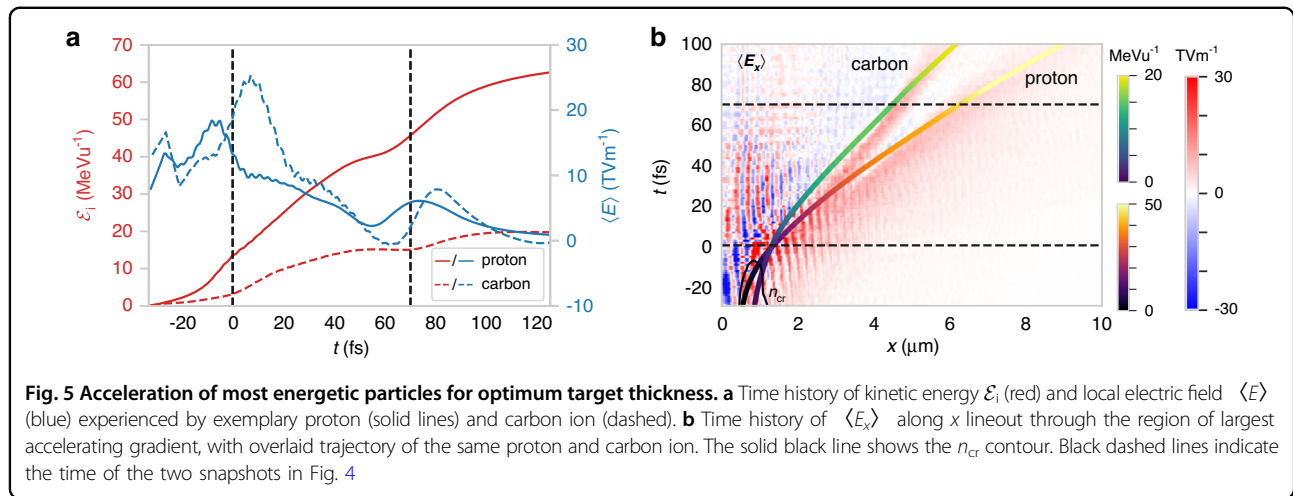 a
70
60
50
40
30
20
10
0
ℰi (MeVu-1)
30
20
10
0
-10
⟨E⟩ (TVm-1)
/ proton
/ carbon
-20 0 20 40 60 80 100 120
t (fs)
b
100
90
80
70
60
50
40
30
20
10
0
-20
t (fs)
⟨Ex⟩
carbon
proton
ncr
0 2 4 6 8 10
x (μm)
MeVu-1
20
0
50
0
TVm-1
30
0
-30
Fig. 5 Acceleration of most energetic particles for optimum target thickness. a Time history of kinetic energy ℰi (red) and local electric field ⟨E⟩
(blue) experienced by exemplary proton (solid lines) and carbon ion (dashed). b Time history of ⟨Ex⟩ along x lineout through the region of largest
accelerating gradient, with overlaid trajectory of the same proton and carbon ion. The solid black line shows the ncr contour. Black dashed lines indicate
the time of the two snapshots in Fig. 4